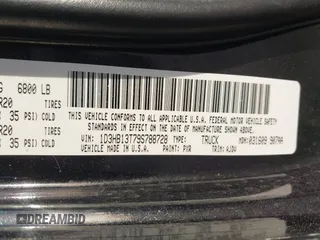 G 6800 LB
R20 TIRES
35 PSI) COLD
R20 TIRES
35 PSI) COLD
THIS VEHICLE CONFORMS TO ALL APPLICABLE
U.S.A. FEDERAL MOTOR VEHICLE SAFETY
STANDARDS IN EFFECT ON THE DATE OF
MANUFACTURE SHOWN ABOVE.
VIN: 1D3HB13T79S788728 TYPE: TRUCK
VEHICLE MADE IN U.S.A. PAINT: PXR TRIM:
DREAMBID